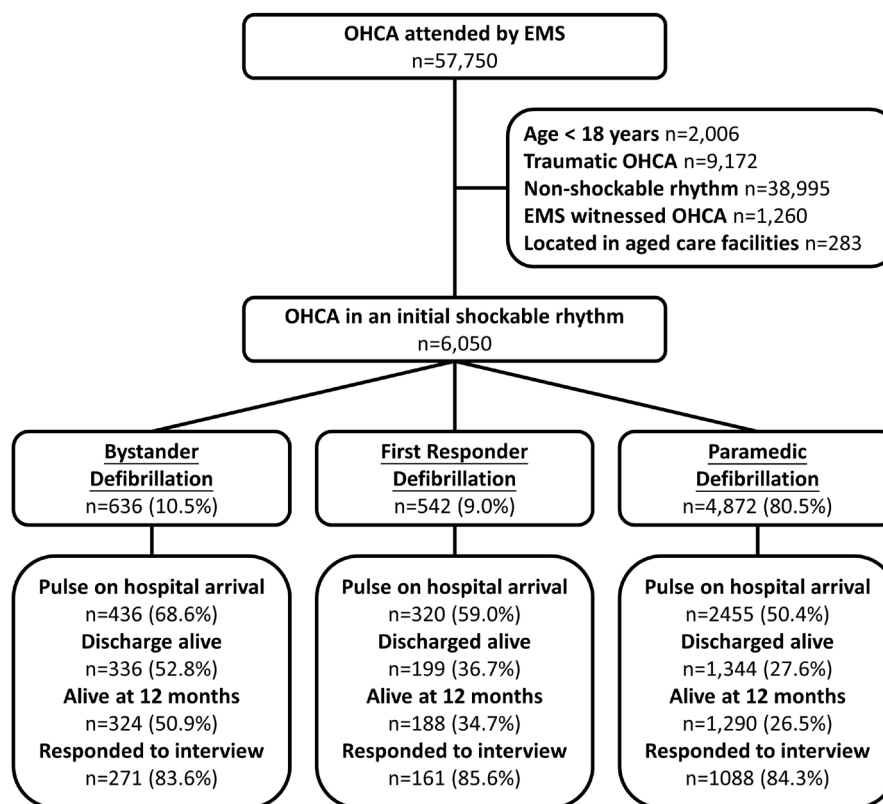 OHCA attended by EMS
n=57,750
Age < 18 years n=2,006
Traumatic OHCA n=9,172
Non-shockable rhythm n=38,995
EMS witnessed OHCA n=1,260
Located in aged care facilities n=283
OHCA in an initial shockable rhythm
n=6,050
Bystander
Defibrillation
n=636 (10.5%)
First Responder
Defibrillation
n=542 (9.0%)
Paramedic
Defibrillation
n=4,872 (80.5%)
Pulse on hospital arrival
n=436 (68.6%)
Discharge alive
n=336 (52.8%)
Alive at 12 months
n=324 (50.9%)
Responded to interview
n=271 (83.6%)
Pulse on hospital arrival
n=320 (59.0%)
Discharged alive
n=199 (36.7%)
Alive at 12 months
n=188 (34.7%)
Responded to interview
n=161 (85.6%)
Pulse on hospital arrival
n=2455 (50.4%)
Discharged alive
n=1,344 (27.6%)
Alive at 12 months
n=1,290 (26.5%)
Responded to interview
n=1088 (84.3%)